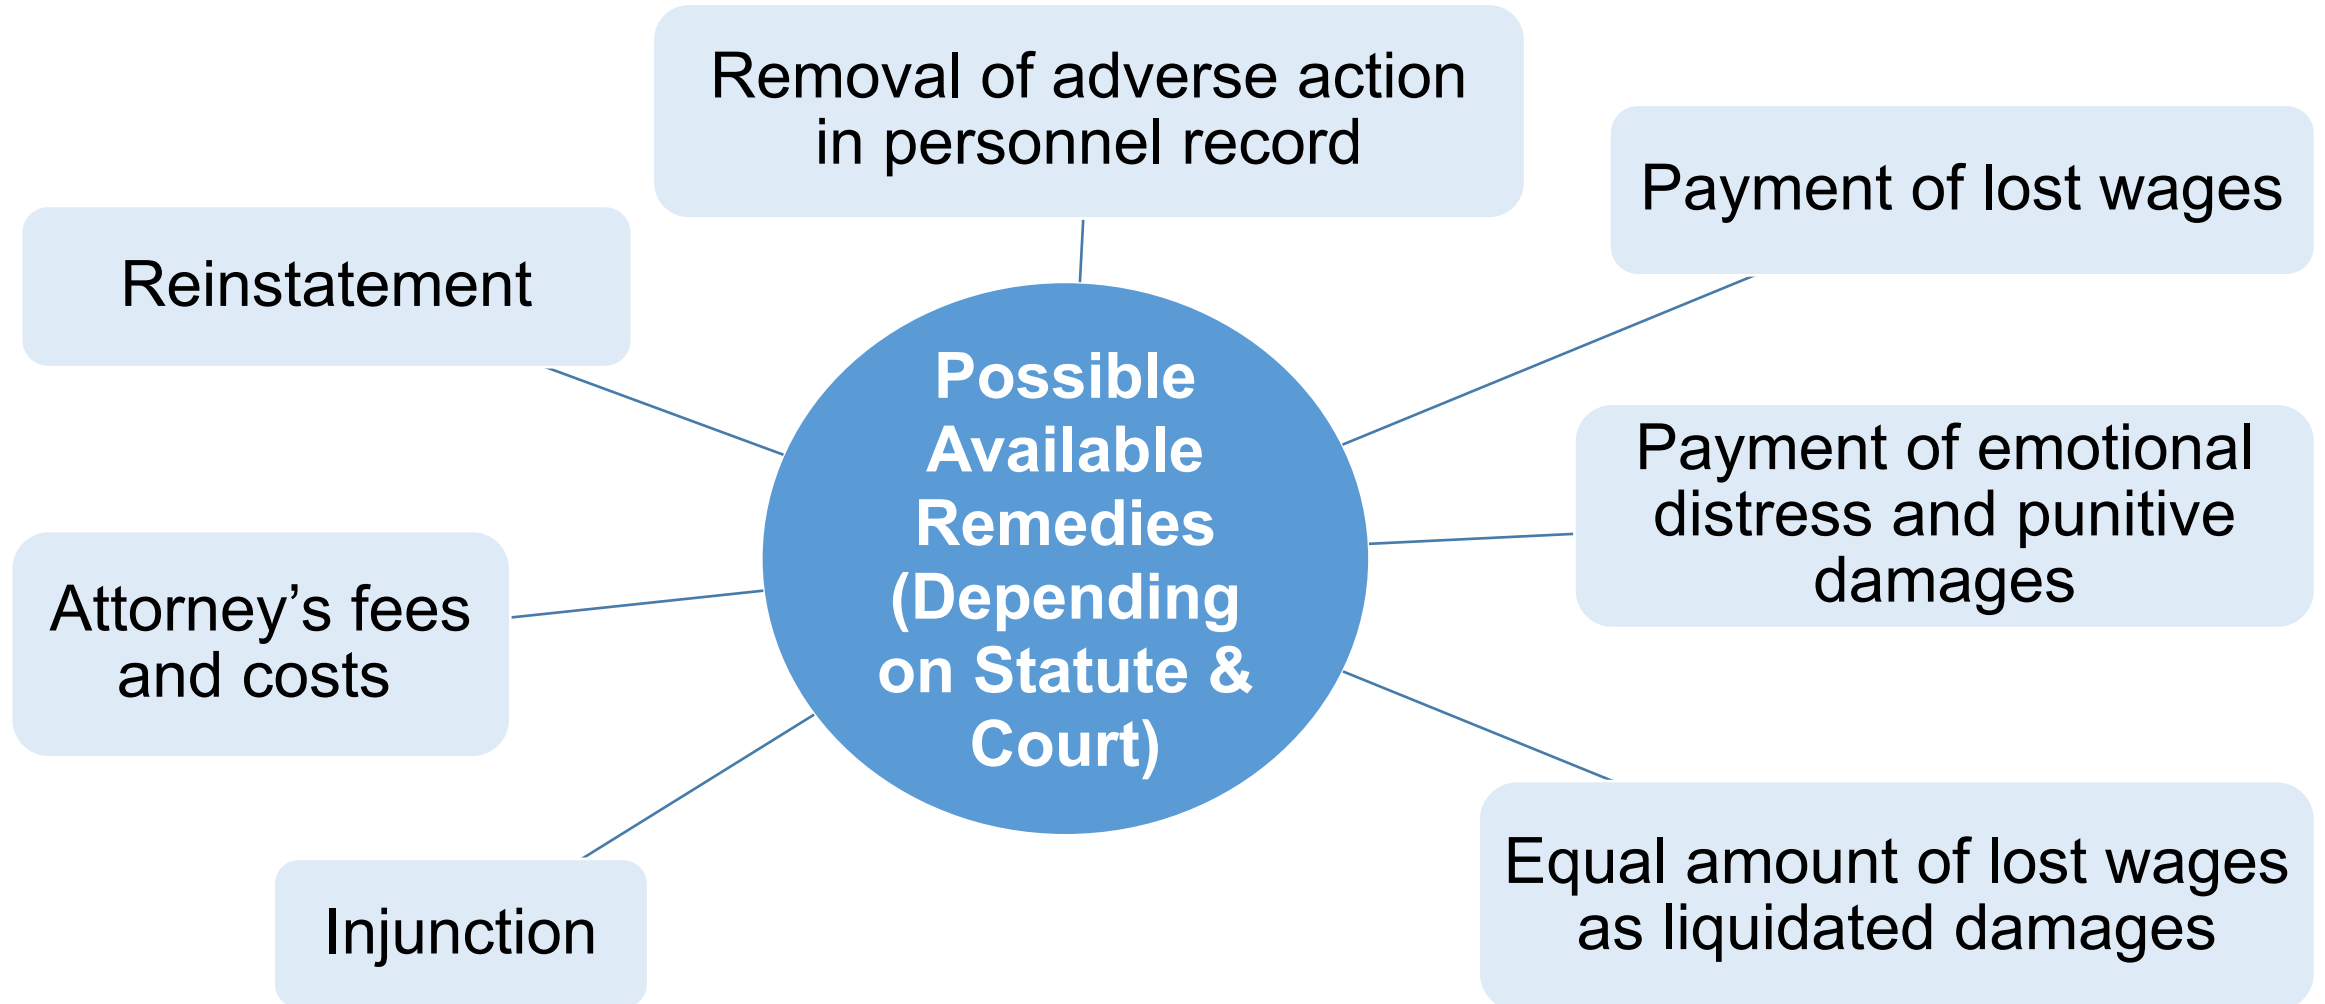 Removal of adverse action
in personnel record
Payment of lost wages
Reinstatement
Possible
Available
Remedies
(Depending
on Statute &
Court)
Payment of emotional
distress and punitive
damages
Attorney’s fees
and costs
Equal amount of lost wages
as liquidated damages
Injunction